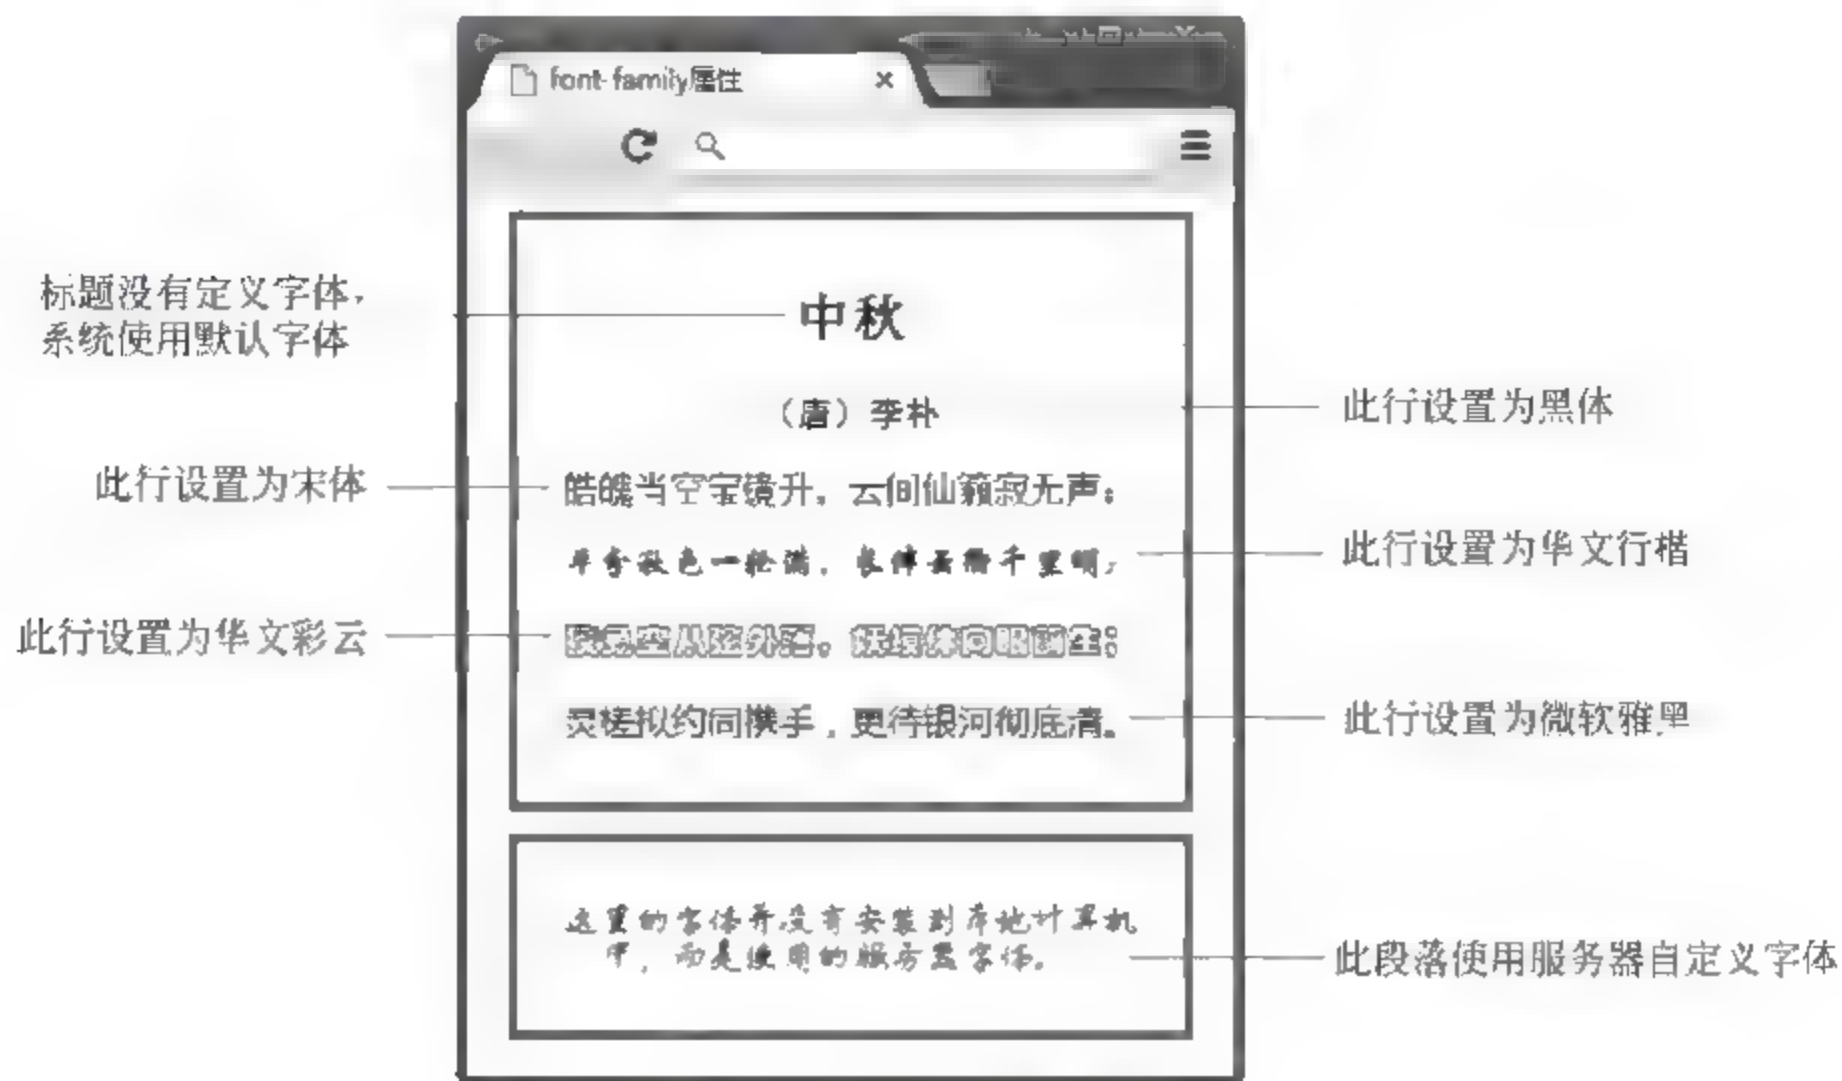 font-family属性
标题没有定义字体，
系统使用默认字体
中秋
（唐）李朴
此行设置为黑体
此行设置为宋体
皓魄当空宝镜升，云间仙籁寂无声；
平分秋色一轮满，长伴云衢千里明；
此行设置为华文行楷
此行设置为华文彩云
狡兔空从弦外落，妖蟆休向眼前生；
灵槎拟约同携手，更待银河彻底清。
此行设置为微软雅黑
这里的字体并没有安装到本地计算机
中，而是使用的服务器字体。
此段落使用服务器自定义字体